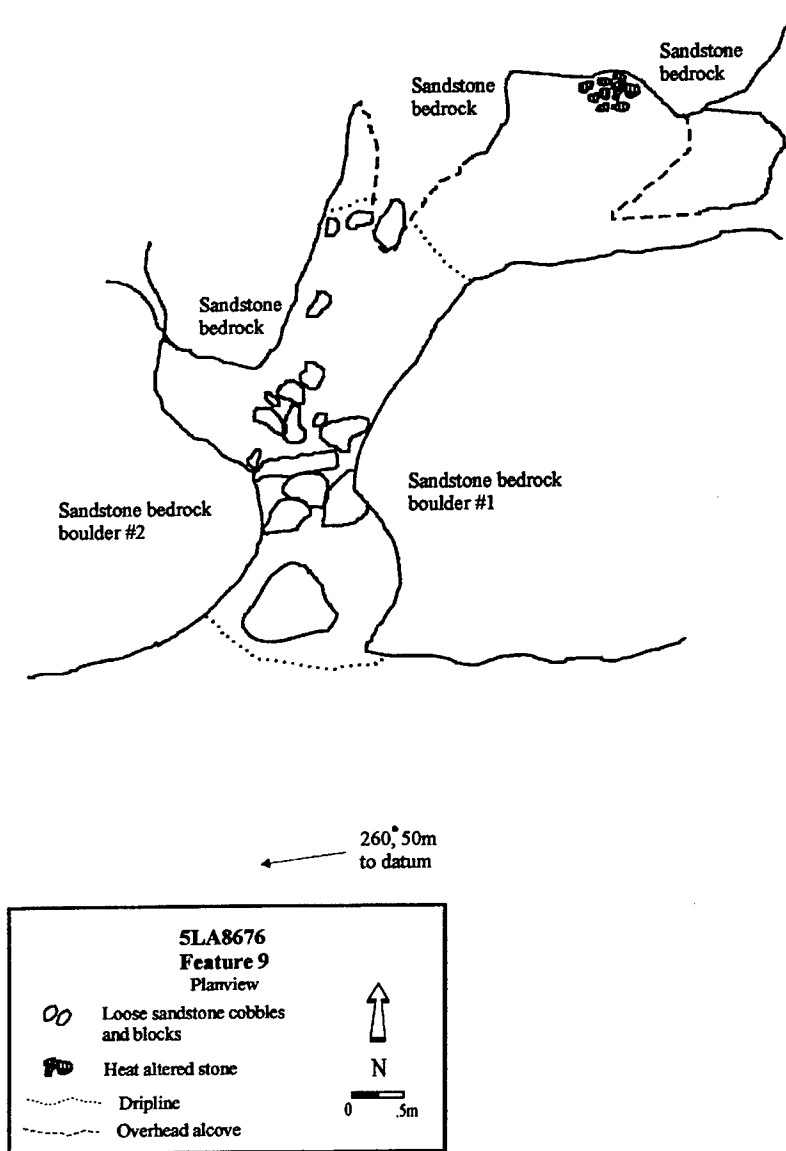 Sandstone
bedrock
Sandstone
bedrock
Sandstone
bedrock
Sandstone bedrock
boulder #1
Sandstone bedrock
boulder #2
260°, 50m
to datum
5LA8676
Feature 9
Planview
Loose sandstone cobbles
and blocks
Heat altered stone
N
Dripline
0 .5m
Overhead alcove